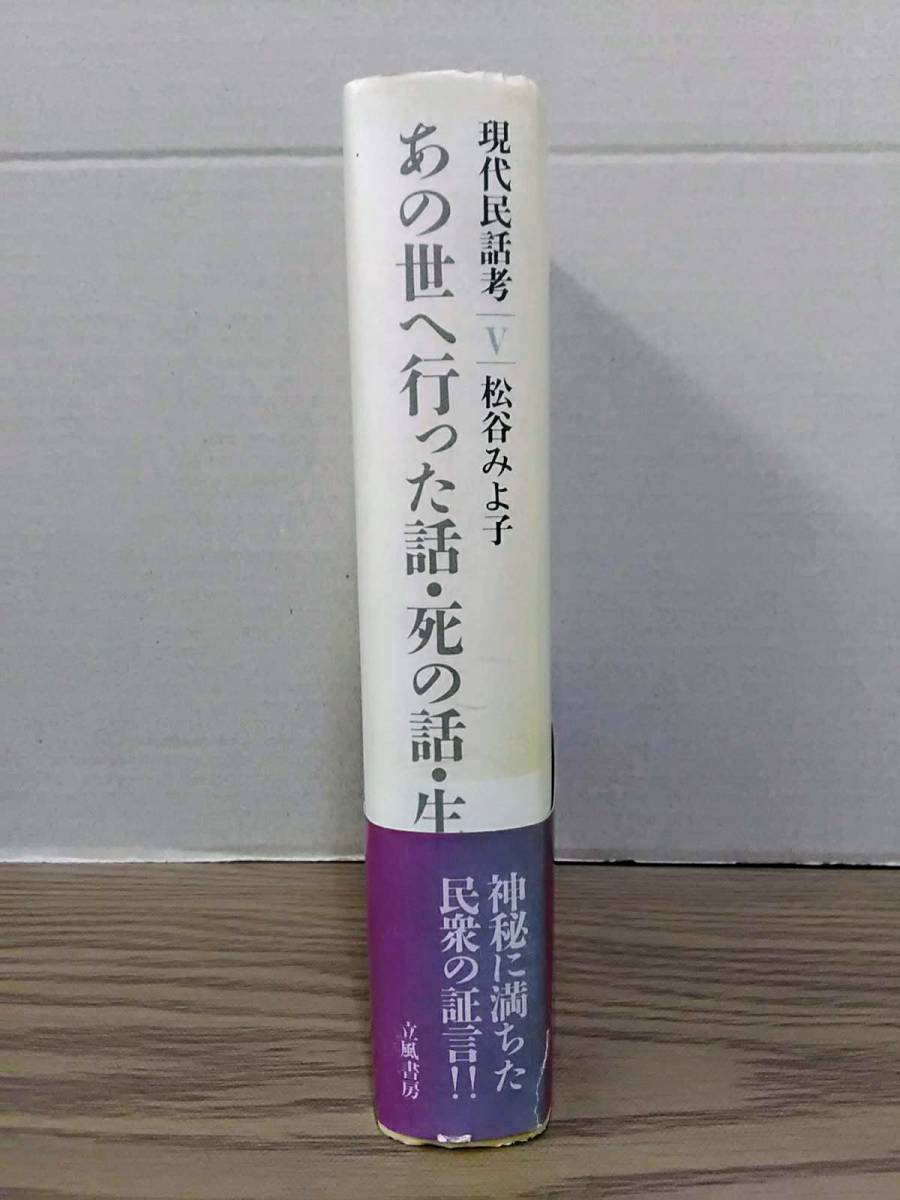 現代民話考 V 松谷みよ子
あの世へ行った話・死の話・生
神秘に満ちた
民衆の証言!!
立風書房